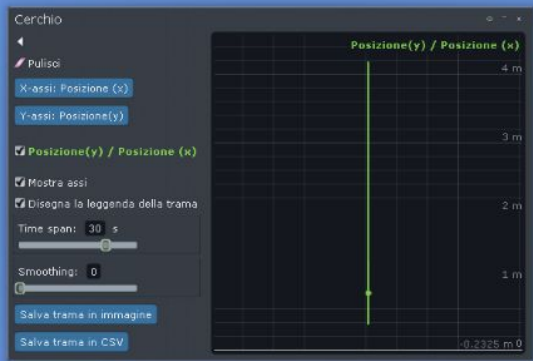 Cerchio
Pulisci
X-assi: Posizione (x)
Y-assi: Posizione(y)
Posizione(y) / Posizione (x)
Mostra assi
Disegna la leggenda della trama
Time span: 30 s
Smoothing: 0
Salva trama in immagine
Salva trama in CSV
Posizione(y) / Posizione (x)
4 m
3 m
2 m
1 m
-0.2325 m 0